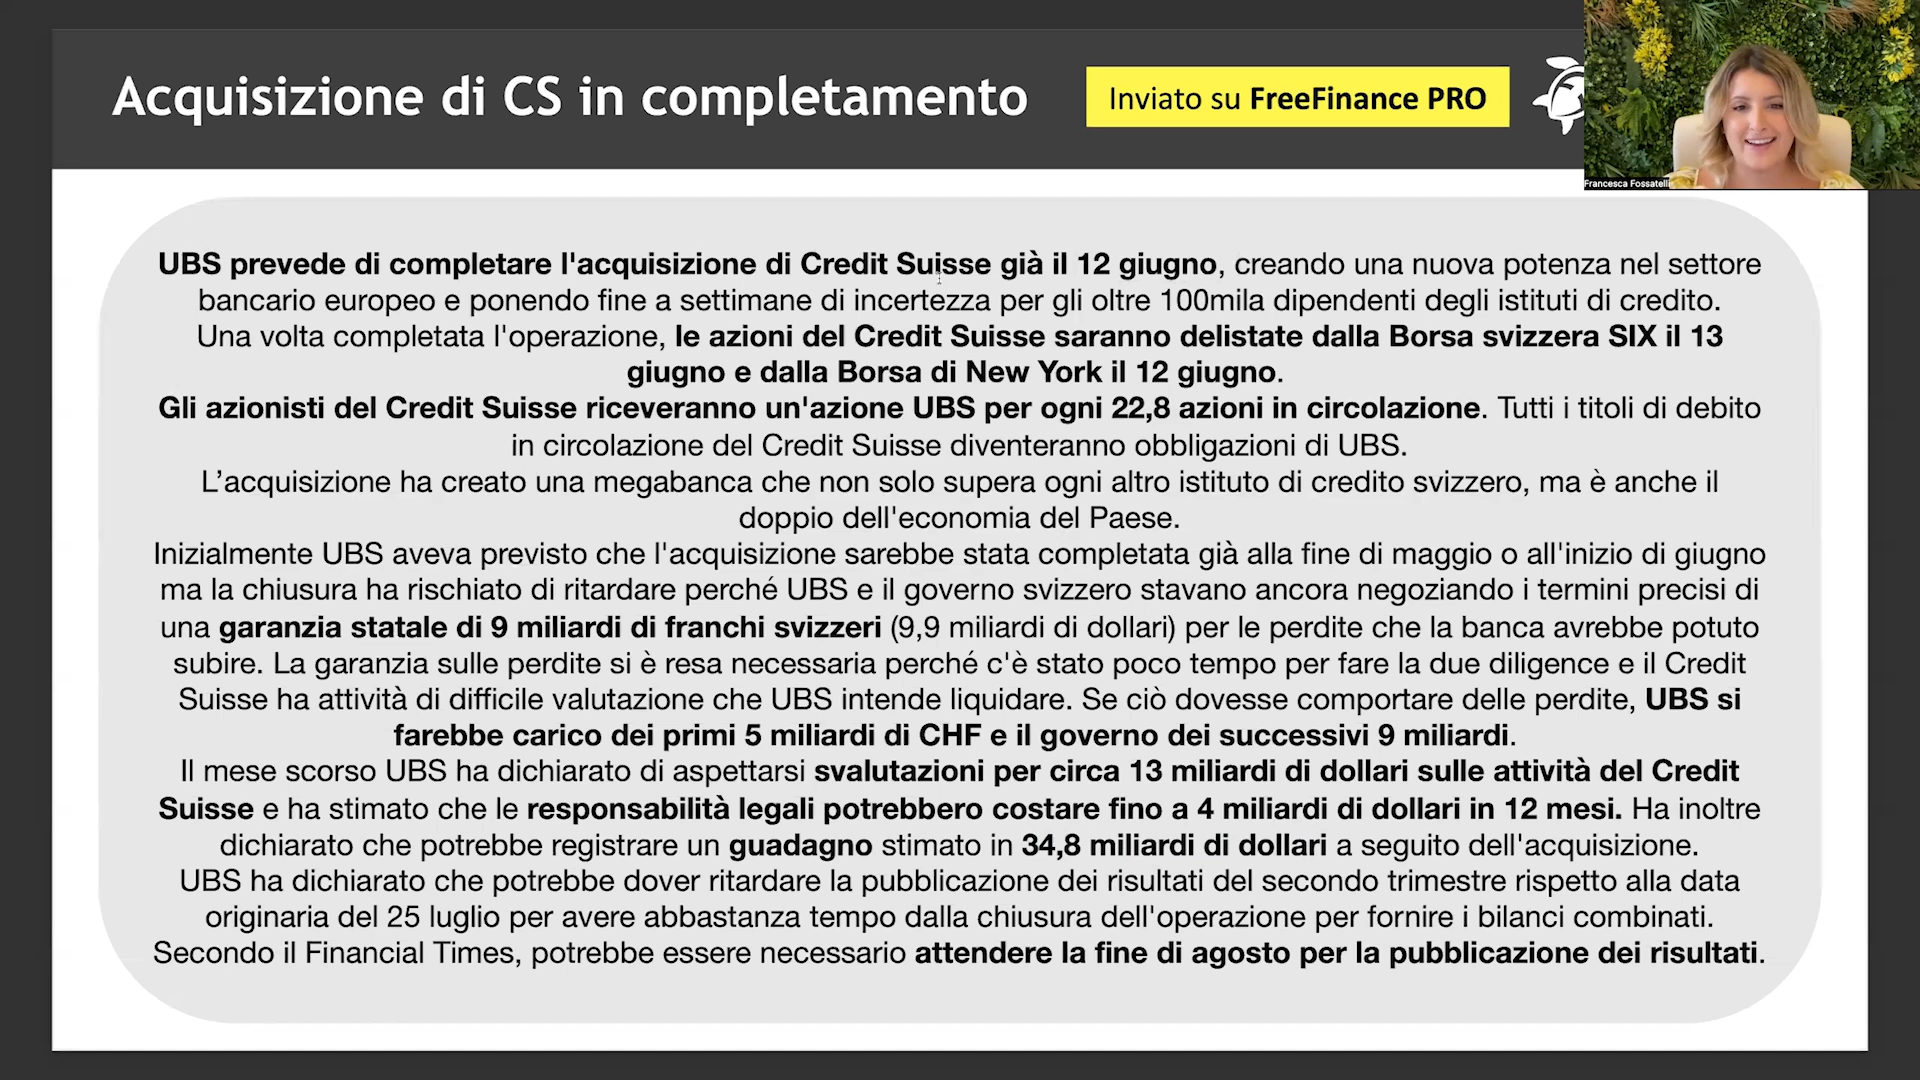 Acquisizione di CS in completamento
Inviato su FreeFinance PRO
Francesca Fossatelli
UBS prevede di completare l'acquisizione di Credit Suisse già il 12 giugno, creando una nuova potenza nel settore
bancario europeo e ponendo fine a settimane di incertezza per gli oltre 100mila dipendenti degli istituti di credito.
Una volta completata l'operazione, le azioni del Credit Suisse saranno delistate dalla Borsa svizzera SIX il 13
giugno e dalla Borsa di New York il 12 giugno.
Gli azionisti del Credit Suisse riceveranno un'azione UBS per ogni 22,8 azioni in circolazione. Tutti i titoli di debito
in circolazione del Credit Suisse diventeranno obbligazioni di UBS.
L’acquisizione ha creato una megabanca che non solo supera ogni altro istituto di credito svizzero, ma è anche il
doppio dell'economia del Paese.
Inizialmente UBS aveva previsto che l'acquisizione sarebbe stata completata già alla fine di maggio o all'inizio di giugno
ma la chiusura ha rischiato di ritardare perché UBS e il governo svizzero stavano ancora negoziando i termini precisi di
una garanzia statale di 9 miliardi di franchi svizzeri (9,9 miliardi di dollari) per le perdite che la banca avrebbe potuto
subire. La garanzia sulle perdite si è resa necessaria perché c'è stato poco tempo per fare la due diligence e il Credit
Suisse ha attività di difficile valutazione che UBS intende liquidare. Se ciò dovesse comportare delle perdite, UBS si
farebbe carico dei primi 5 miliardi di CHF e il governo dei successivi 9 miliardi.
Il mese scorso UBS ha dichiarato di aspettarsi svalutazioni per circa 13 miliardi di dollari sulle attività del Credit
Suisse e ha stimato che le responsabilità legali potrebbero costare fino a 4 miliardi di dollari in 12 mesi. Ha inoltre
dichiarato che potrebbe registrare un guadagno stimato in 34,8 miliardi di dollari a seguito dell'acquisizione.
UBS ha dichiarato che potrebbe dover ritardare la pubblicazione dei risultati del secondo trimestre rispetto alla data
originaria del 25 luglio per avere abbastanza tempo dalla chiusura dell'operazione per fornire i bilanci combinati.
Secondo il Financial Times, potrebbe essere necessario attendere la fine di agosto per la pubblicazione dei risultati.